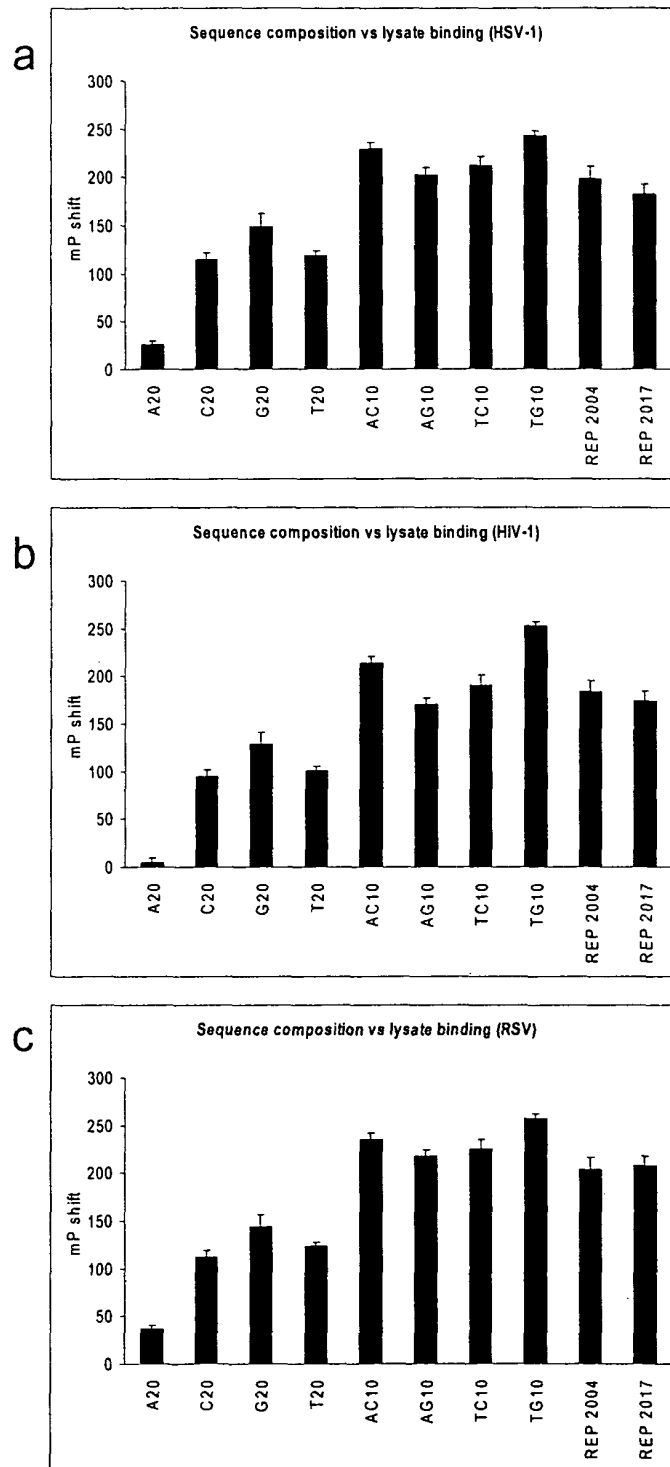 a
Sequence composition vs lysate binding (HSV-1)
300
250
200
150
100
50
0
mP shift
A20
C20
G20
T20
AC10
AG10
TC10
TG10
REP 2004
REP 2017
b
Sequence composition vs lysate binding (HIV-1)
300
250
200
150
100
50
0
mP shift
A20
C20
G20
T20
AC10
AG10
TC10
TG10
REP 2004
REP 2017
c
Sequence composition vs lysate binding (RSV)
300
250
200
150
100
50
0
mP shift
A20
C20
G20
T20
AC10
AG10
TC10
TG10
REP 2004
REP 2017